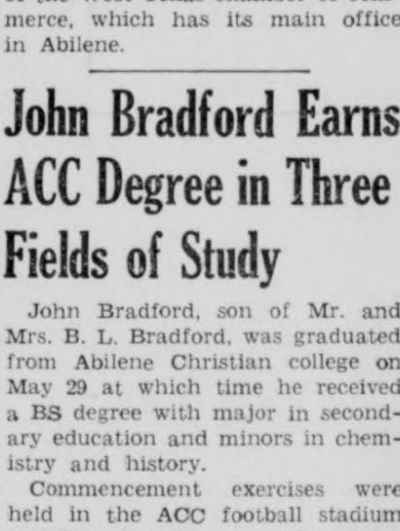 merce, which has its main office
in Abilene.
John Bradford Earns
ACC Degree in Three
Fields of Study
John Bradford, son of Mr. and
Mrs. B. L. Bradford, was graduated
from Abilene Christian college on
May 29 at which time he received
a BS degree with major in second-
ary education and minors in chem-
istry and history.
Commencement exercises were
held in the ACC football stadium